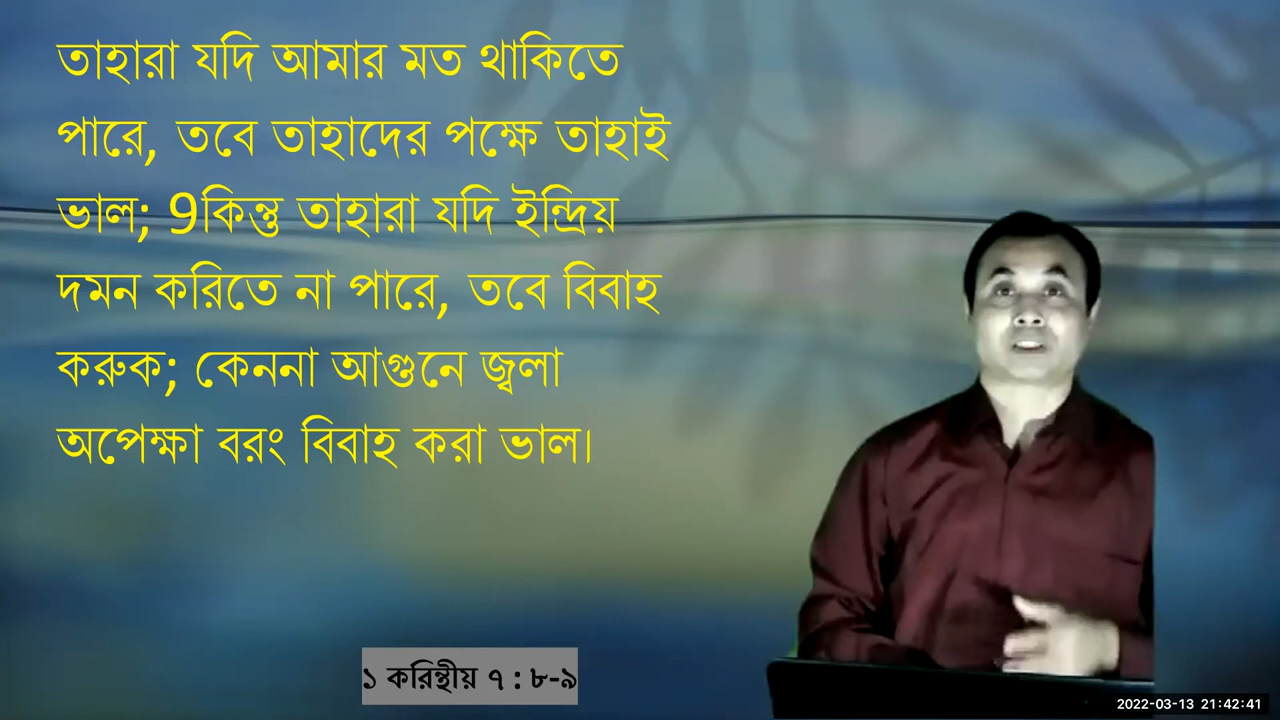 তাহারা যদি আমার মত থাকিতে
পারে, তবে তাহাদের পক্ষে তাহাই
ভাল; 9কিন্তু তাহারা যদি ইন্দ্রিয়
দমন করিতে না পারে, তবে বিবাহ
করুক; কেননা আগুনে জ্বলা
অপেক্ষা বরং বিবাহ করা ভাল।
১ করিন্থীয় ৭ : ৮-৯
2022-03-13 21:42:41